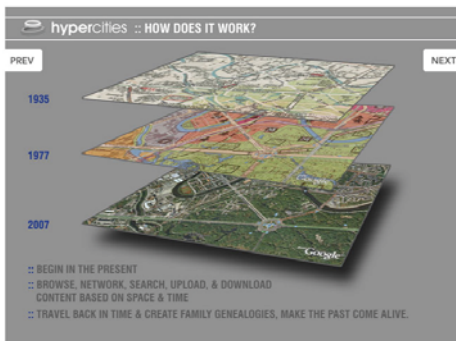 hypercities :: HOW DOES IT WORK?
PREV
NEXT
1935
1977
2007
Google
:: BEGIN IN THE PRESENT
:: BROWSE, NETWORK, SEARCH, UPLOAD, & DOWNLOAD
CONTENT BASED ON SPACE & TIME
:: TRAVEL BACK IN TIME & CREATE FAMILY GENEALOGIES, MAKE THE PAST COME ALIVE.